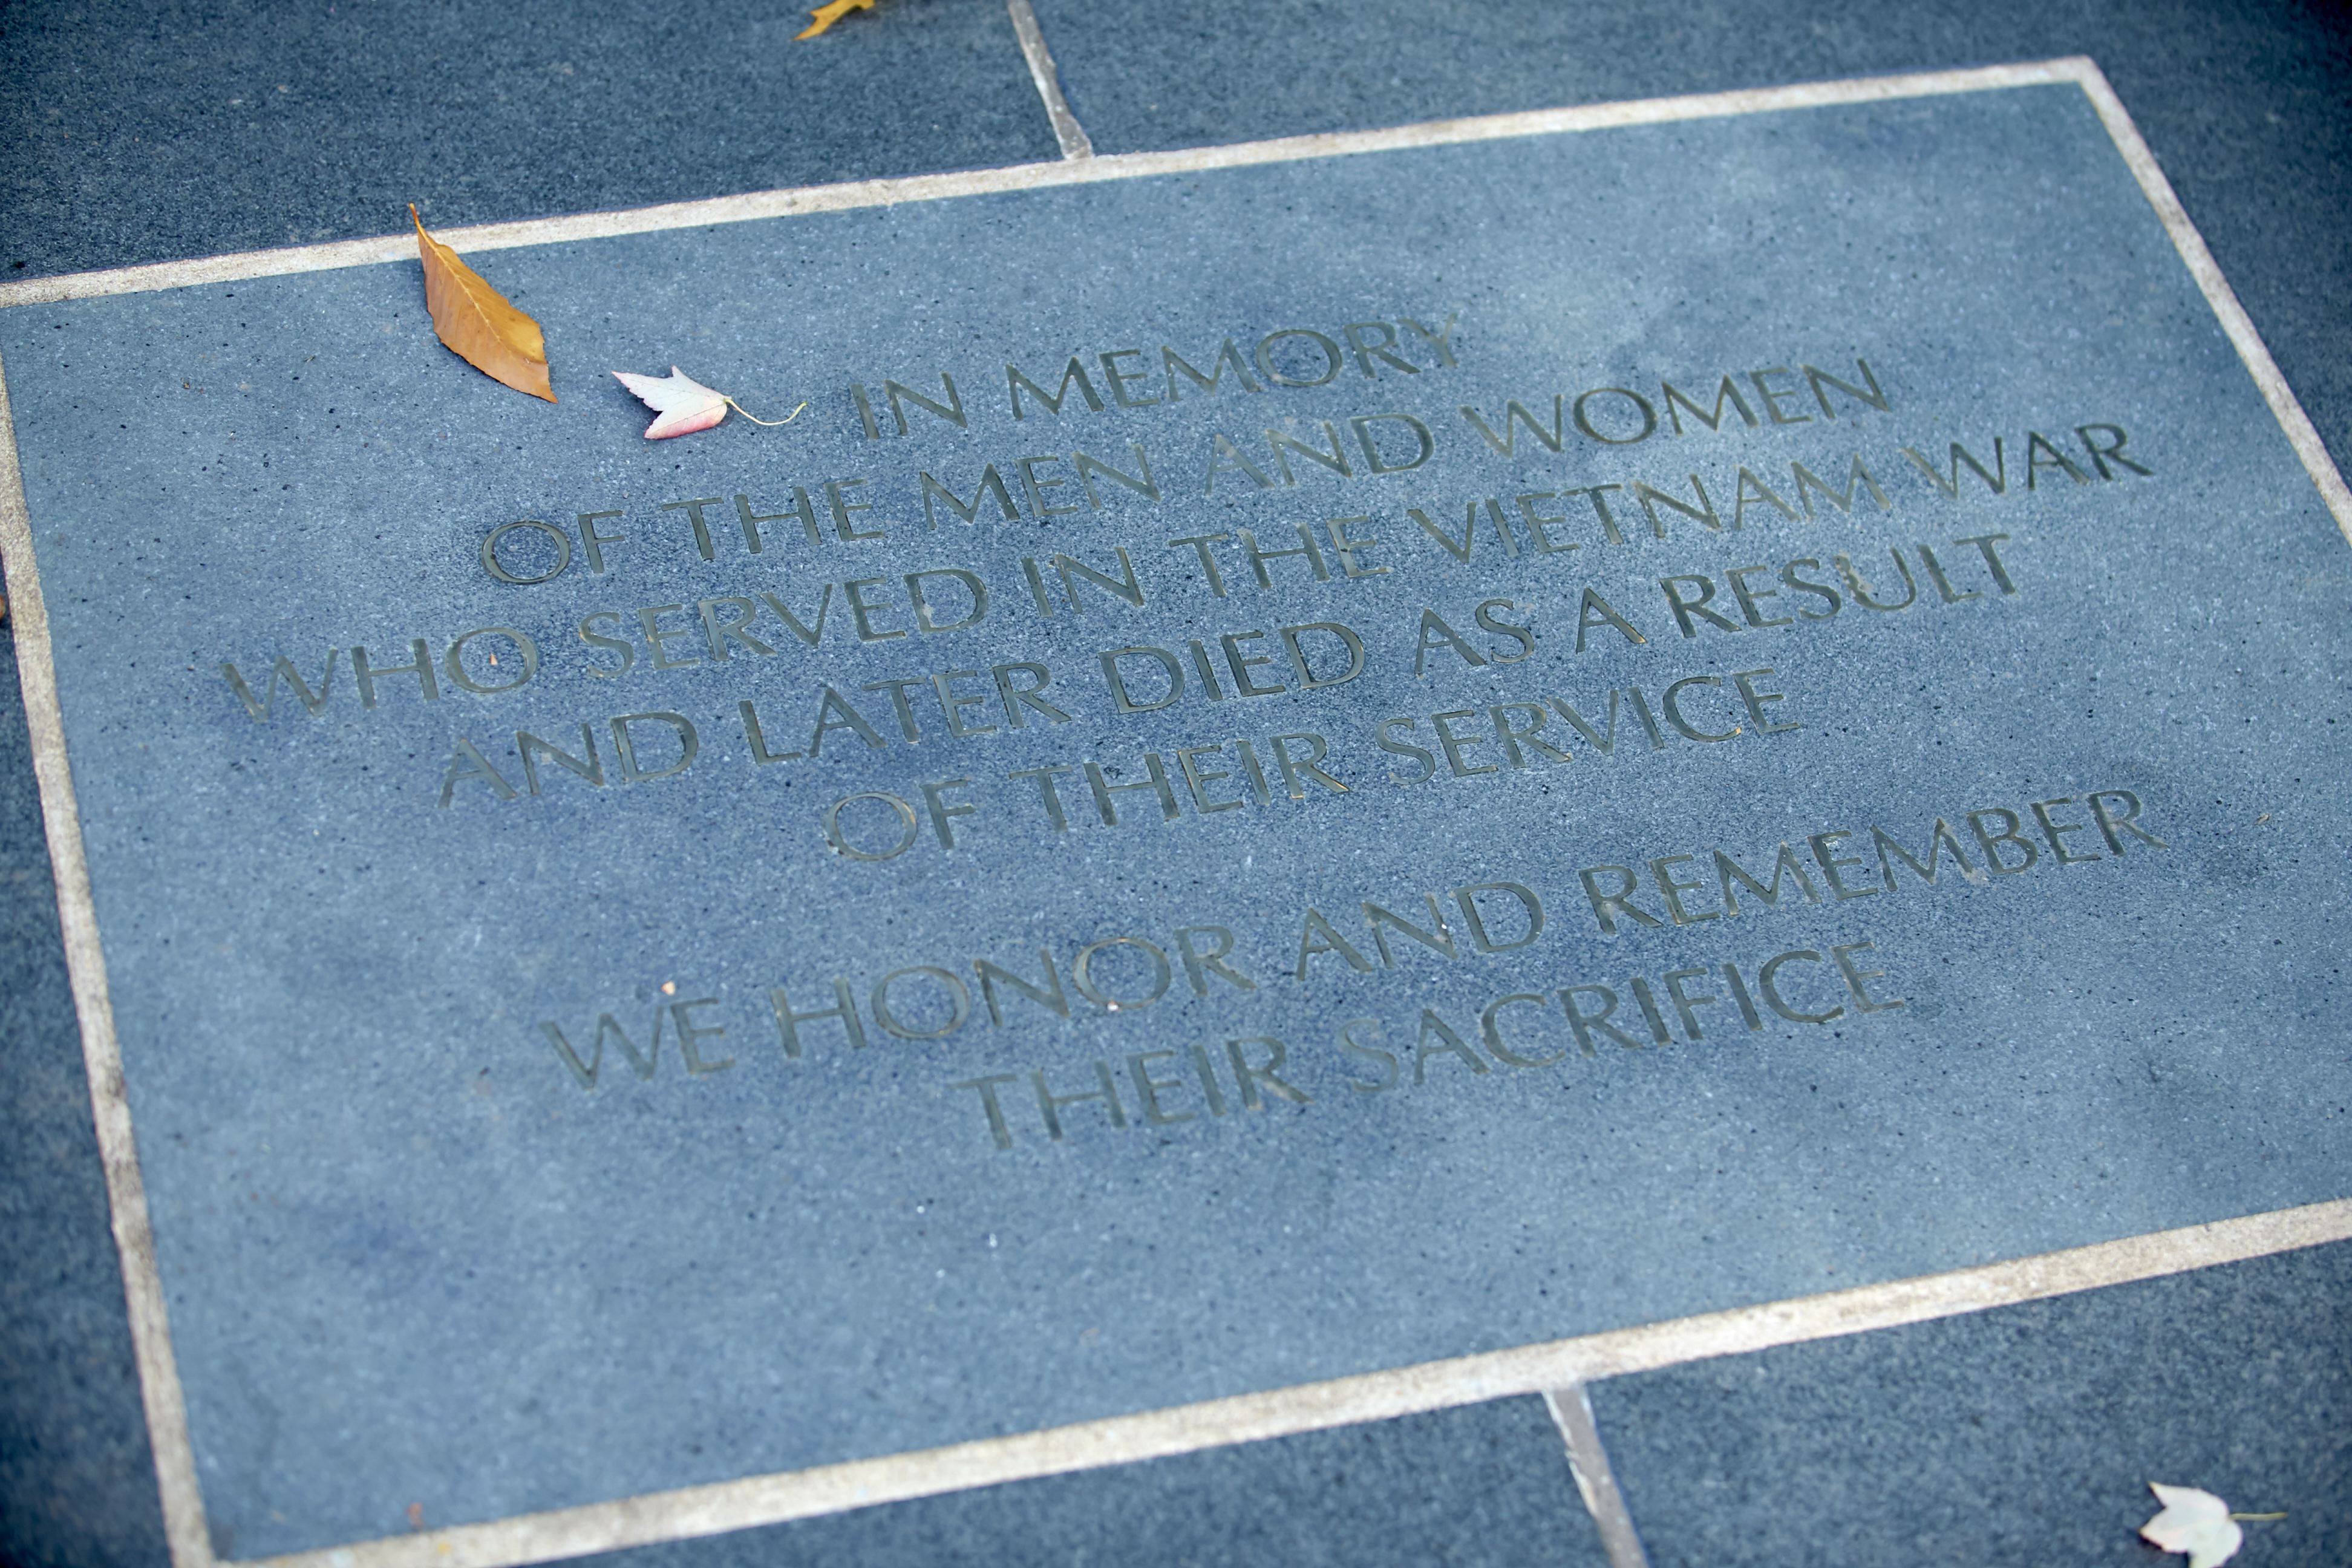 IN MEMORY
OF THE MEN AND WOMEN
WHO SERVED IN THE VIETNAM WAR
AND LATER DIED AS A RESULT
OF THEIR SERVICE
WE HONOR AND REMEMBER
THEIR SACRIFICE